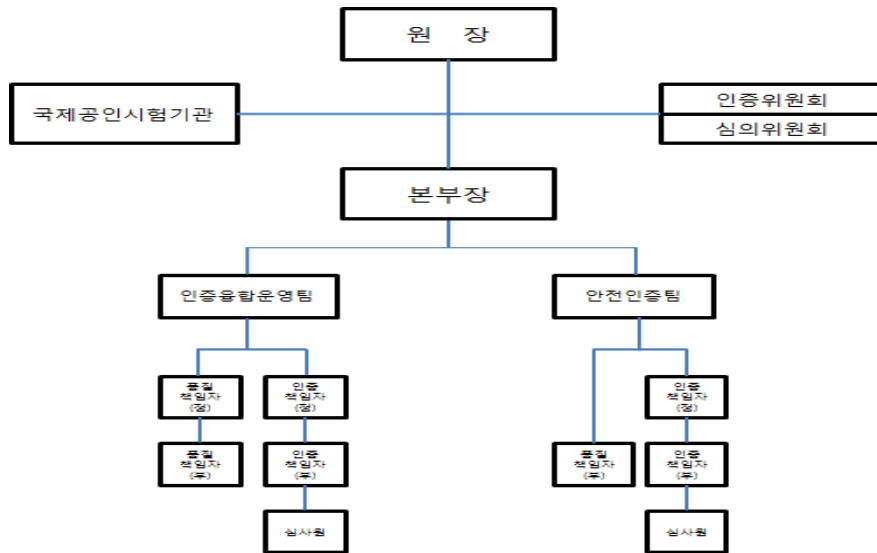 원 장
국제공인시험기관
인증위원회
심의위원회
본부장
인증융합운영팀
안전인증팀
품질
책임자
(정)
인증
책임자
(정)
인증
책임자
(정)
품질
책임자
(부)
인증
책임자
(부)
품질
책임자
(부)
인증
책임자
(부)
심사원
심사원